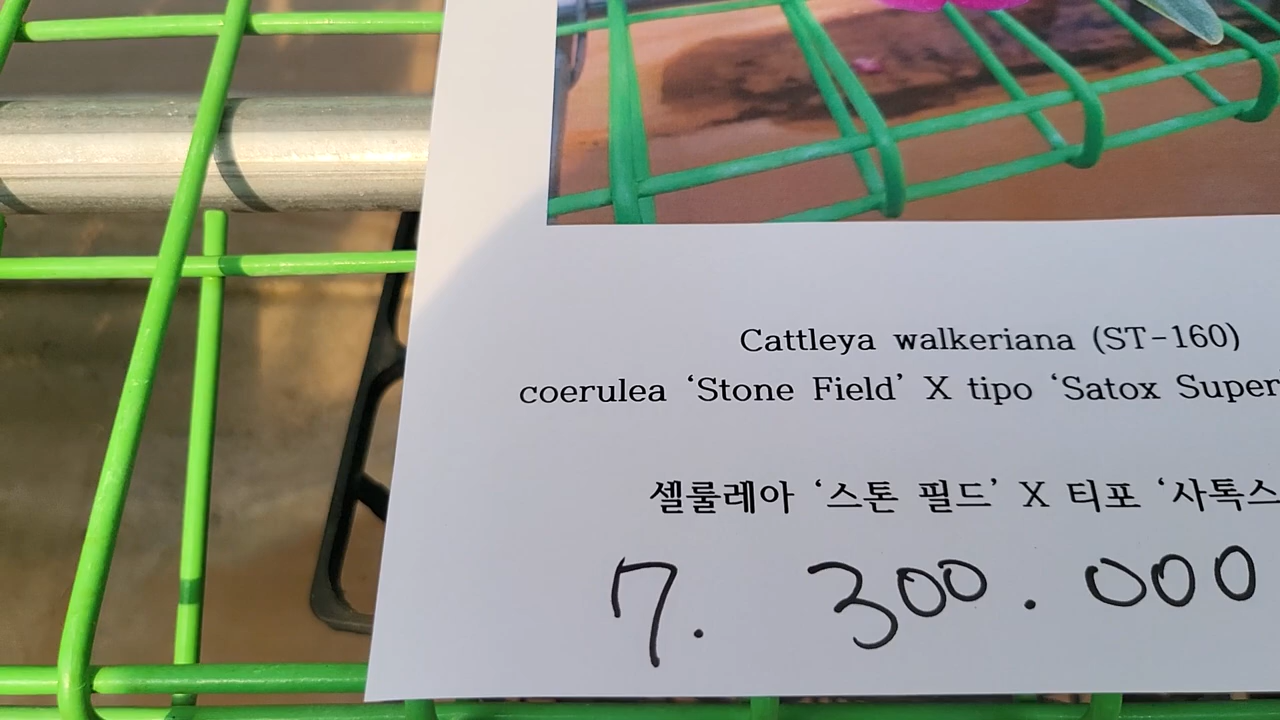 Cattleya walkeriana (ST-160)
coerulea ‘Stone Field’ X tipo ‘Satox Super
셀룰레아 ‘스톤 필드’ X 티포 ‘사톡스
7. 300.000